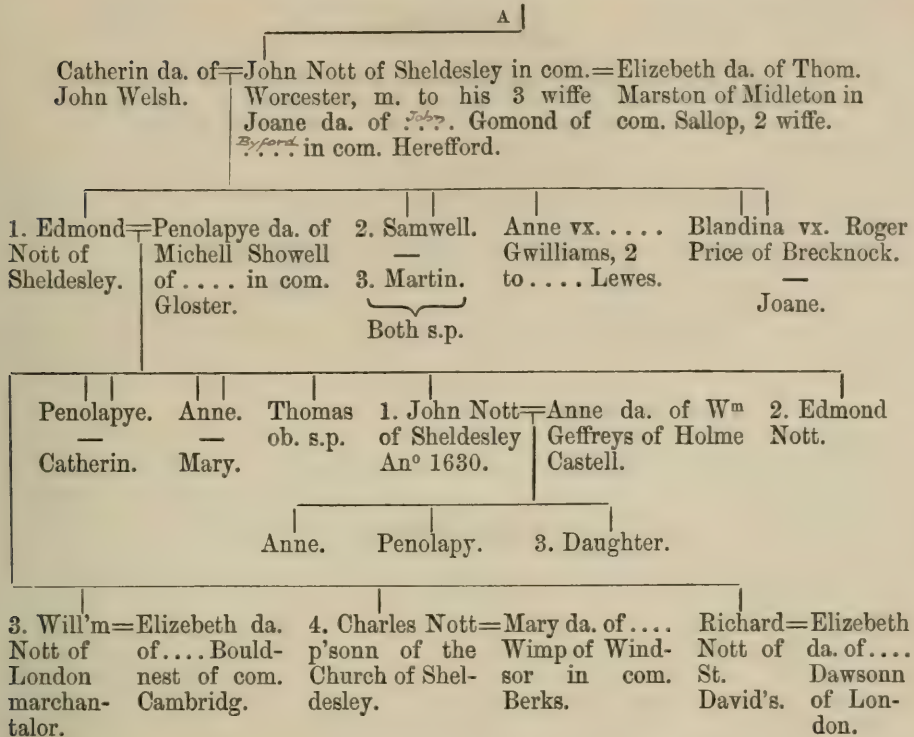 A
Catherin da. of
John Welsh.
John Nott of Sheldesley in com.
Worcester, m. to his 3 wiffe
Joane da. of John. Gomond of
Byford in com. Herefford.
Elizebeth da. of Thom.
Marston of Midleton in
com. Sallop, 2 wiffe.
1. Edmond
Nott of
Sheldesley.
Penolapye da. of
Michell Showell
of .... in com.
Gloster.
2. Samwell.
—
3. Martin.
Both s.p.
Anne vx. ....
Gwilliams, 2
to .... Lewes.
Blandina vx. Roger
Price of Brecknock.
—
Joane.
Penolapye.
—
Catherin.
Anne.
—
Mary.
Thomas
ob. s.p.
1. John Nott
of Sheldesley
Anº 1630.
Anne da. of Wᵐ
Geffreys of Holme
Castell.
2. Edmond
Nott.
Anne.
Penolapy.
3. Daughter.
3. Will'm
Nott of
London
marchan-
talor.
Elizebeth da.
of .... Bould-
nest of com.
Cambridg.
4. Charles Nott
p'sonn of the
Church of Shel-
desley.
Mary da. of ....
Wimp of Wind-
sor in com.
Berks.
Richard
Nott of
St.
David's.
Elizebeth
da. of ....
Dawsonn
of Lon-
don.